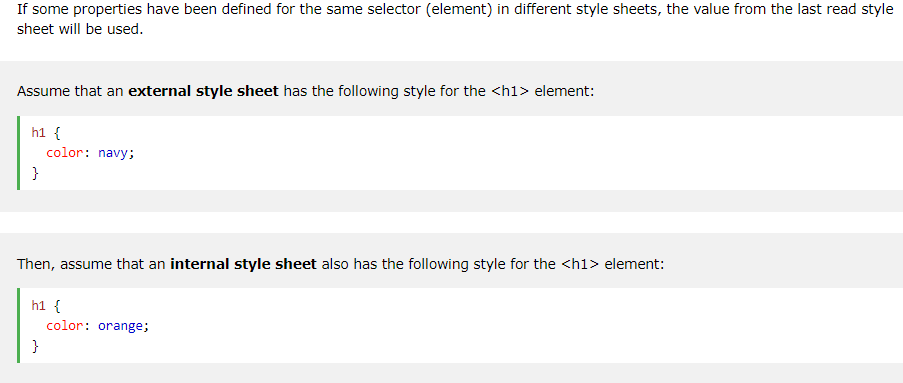 If some properties have been defined for the same selector (element) in different style sheets, the value from the last read style
sheet will be used.
Assume that an external style sheet has the following style for the <h1> element:
h1 {
  color: navy;
}
Then, assume that an internal style sheet also has the following style for the <h1> element:
h1 {
  color: orange;
}